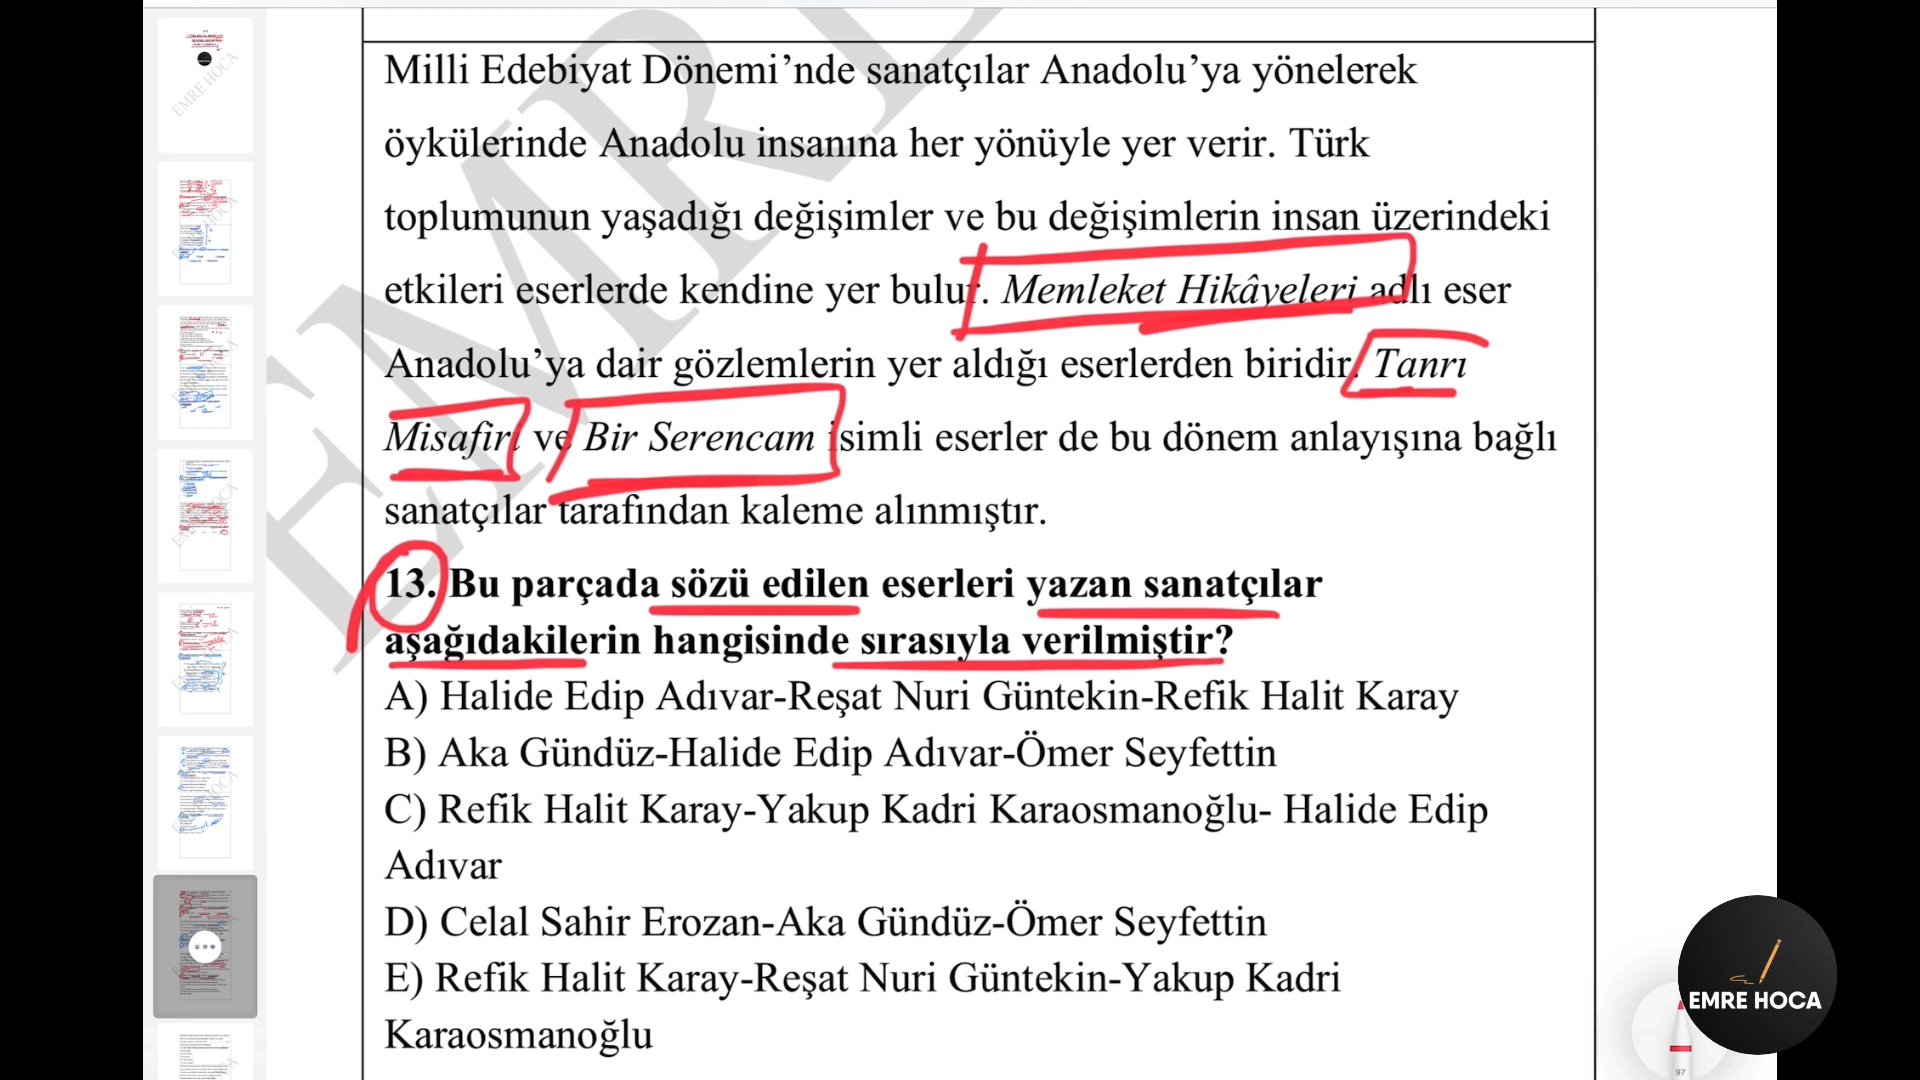 Milli Edebiyat Dönemi’nde sanatçılar Anadolu’ya yönelerek
öykülerinde Anadolu insanına her yönüyle yer verir. Türk
toplumunun yaşadığı değişimler ve bu değişimlerin insan üzerindeki
etkileri eserlerde kendine yer bulur. Memleket Hikâyeleri adlı eser
Anadolu’ya dair gözlemlerin yer aldığı eserlerden biridir. Tanrı
Misafiri ve Bir Serencam isimli eserler de bu dönem anlayışına bağlı
sanatçılar tarafından kaleme alınmıştır.
13. Bu parçada sözü edilen eserleri yazan sanatçılar
aşağıdakilerin hangisinde sırasıyla verilmiştir?
A) Halide Edip Adıvar-Reşat Nuri Güntekin-Refik Halit Karay
B) Aka Gündüz-Halide Edip Adıvar-Ömer Seyfettin
C) Refik Halit Karay-Yakup Kadri Karaosmanoğlu- Halide Edip
Adıvar
D) Celal Sahir Erozan-Aka Gündüz-Ömer Seyfettin
E) Refik Halit Karay-Reşat Nuri Güntekin-Yakup Kadri
Karaosmanoğlu
EMRE HOCA
97